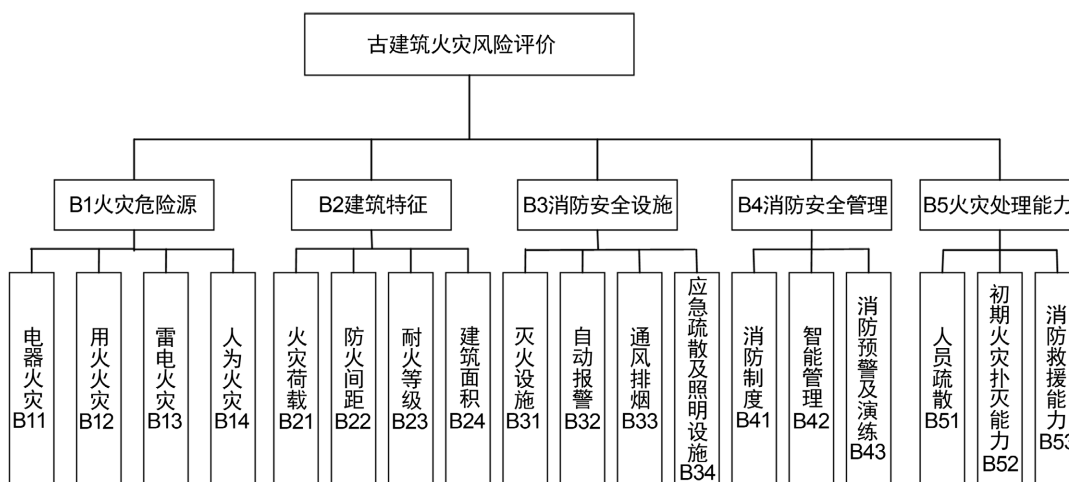 古建筑火灾风险评价
B1火灾危险源
B2建筑特征
B3消防安全设施
B4消防安全管理
B5火灾处理能力
电器火灾B11
用火火灾B12
雷电火灾B13
人为火灾B14
火灾荷载B21
防火间距B22
耐火等级B23
建筑面积B24
灭火设施B31
自动报警B32
通风排烟B33
应急疏散及照明设施B34
消防制度B41
智能管理B42
消防预警及演练B43
人员疏散B51
初期火灾扑灭能力B52
消防救援能力B53